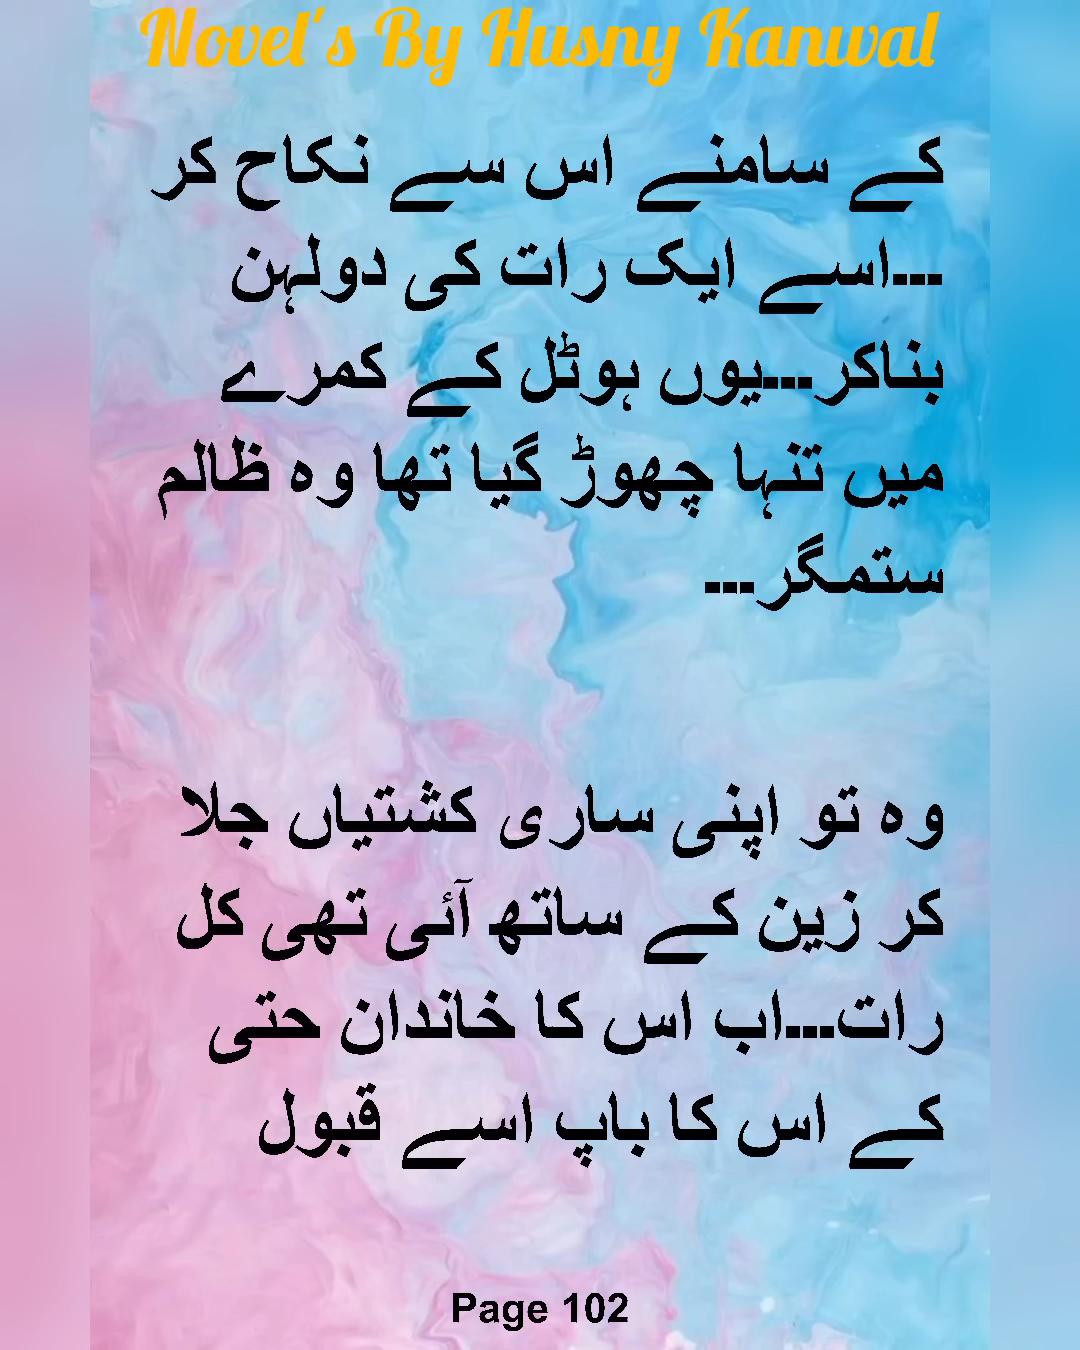 Novel's By Husny Kanwal
کے سامنے اس سے نکاح کر
...اسے ایک رات کی دولہن
بناکر...یوں ہوٹل کے کمرے
میں تنہا چھوڑ گیا تھا وہ ظالم
ستمگر...
وہ تو اپنی ساری کشتیاں جلا
کر زین کے ساتھ آئی تھی کل
رات...اب اس کا خاندان حتی
کے اس کا باپ اسے قبول
Page 102